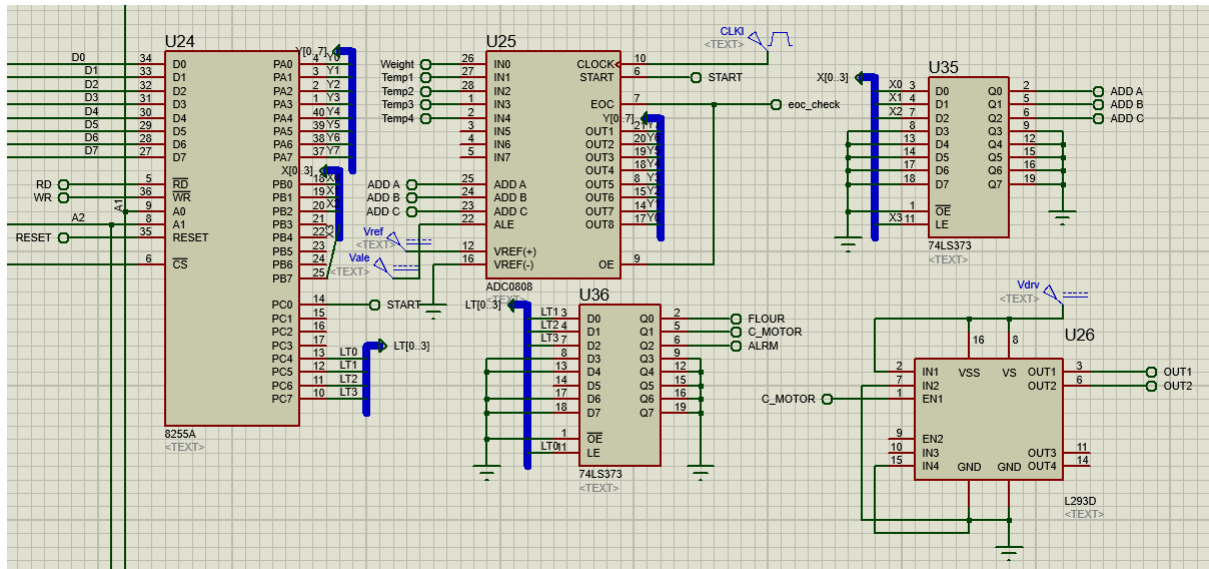 U24
D0 34 D0 PA0 4 Y0 Y[0..7]
D1 33 D1 PA1 3 Y1
D2 32 D2 PA2 2 Y2
D3 31 D3 PA3 1 Y3
D4 30 D4 PA4 40 Y4
D5 29 D5 PA5 39 Y5
D6 28 D6 PA6 38 Y6
D7 27 D7 PA7 37 Y7
X[0..3]
RD 5 RD PB0 18
WR 36 WR PB1 19
A1 9 A0 PB2 20
A2 8 A1 PB3 21
RESET 35 RESET PB4 22 X3
PB5 23
6 CS PB6 24
PB7 25
PC0 14 START
PC1 15
PC2 16
PC3 17
PC4 13 LT0 LT[0..3]
PC5 12 LT1
PC6 11 LT2
PC7 10 LT3
8255A
<TEXT>
U25
CLKI
<TEXT>
Weight 26 IN0 CLOCK 10
Temp1 27 IN1 START 6 START
Temp2 28 IN2
Temp3 1 IN3 EOC 7 eoc_check
Temp4 2 IN4 Y[0..7]
3 IN5 OUT1 21 Y7
4 IN6 OUT2 20 Y6
5 IN7 OUT3 19 Y5
OUT4 18 Y4
ADD A 25 ADD A OUT5 8 Y3
ADD B 24 ADD B OUT6 15 Y2
ADD C 23 ADD C OUT7 14 Y1
22 ALE OUT8 17 Y0
Vref
<TEXT>
12 VREF(+)
Vale
<TEXT>
16 VREF(-) OE 9
ADC0808
<TEXT>
U35
X[0..3]
X0 3 D0 Q0 2 ADD A
X1 4 D1 Q1 5 ADD B
X2 7 D2 Q2 6 ADD C
8 D3 Q3 9
13 D4 Q4 12
14 D5 Q5 15
17 D6 Q6 16
18 D7 Q7 19
1 OE
X3 11 LE
74LS373
<TEXT>
U36
LT[0..3]
LT1 3 D0 Q0 2 FLOUR
LT2 4 D1 Q1 5 C_MOTOR
LT3 7 D2 Q2 6 ALRM
8 D3 Q3 9
13 D4 Q4 12
14 D5 Q5 15
17 D6 Q6 16
18 D7 Q7 19
1 OE
LT0 11 LE
74LS373
<TEXT>
Vdrv
<TEXT>
U26
16 8
2 IN1 VSS VS OUT1 3 OUT1
7 IN2 OUT2 6 OUT2
C_MOTOR 1 EN1
9 EN2
10 IN3 OUT3 11
15 IN4 GND GND OUT4 14
L293D
<TEXT>